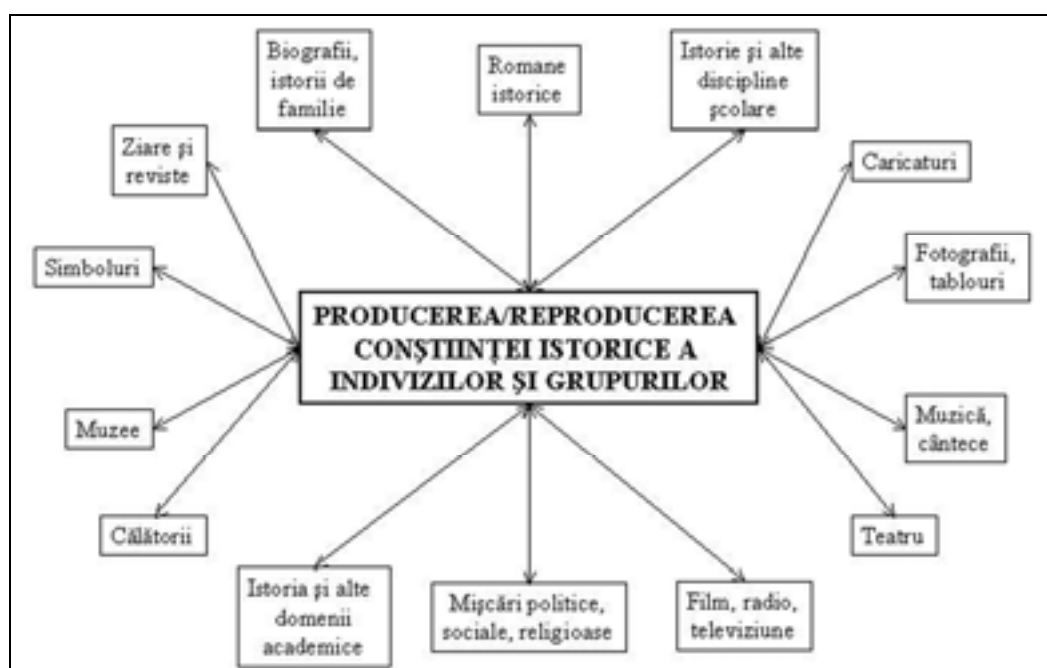 Biografii,
istorii de
familie
Romane
istorice
Istorie și alte
discipline
școlare
Ziare și
reviste
Caricaturi
Simboluri
Fotografii,
tablouri
PRODUCEREA/REPRODUCEREA
CONȘTIINȚEI ISTORICE A
INDIVIZILOR ȘI GRUPURILOR
Muzee
Muzică,
cântece
Călătorii
Teatru
Istoria și alte
domenii
academice
Mișcări politice,
sociale, religioase
Film, radio,
televiziune